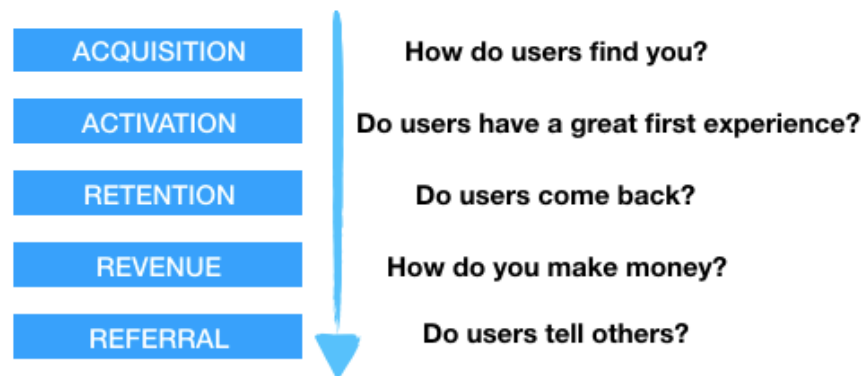 ACQUISITION How do users find you?
ACTIVATION Do users have a great first experience?
RETENTION Do users come back?
REVENUE How do you make money?
REFERRAL Do users tell others?